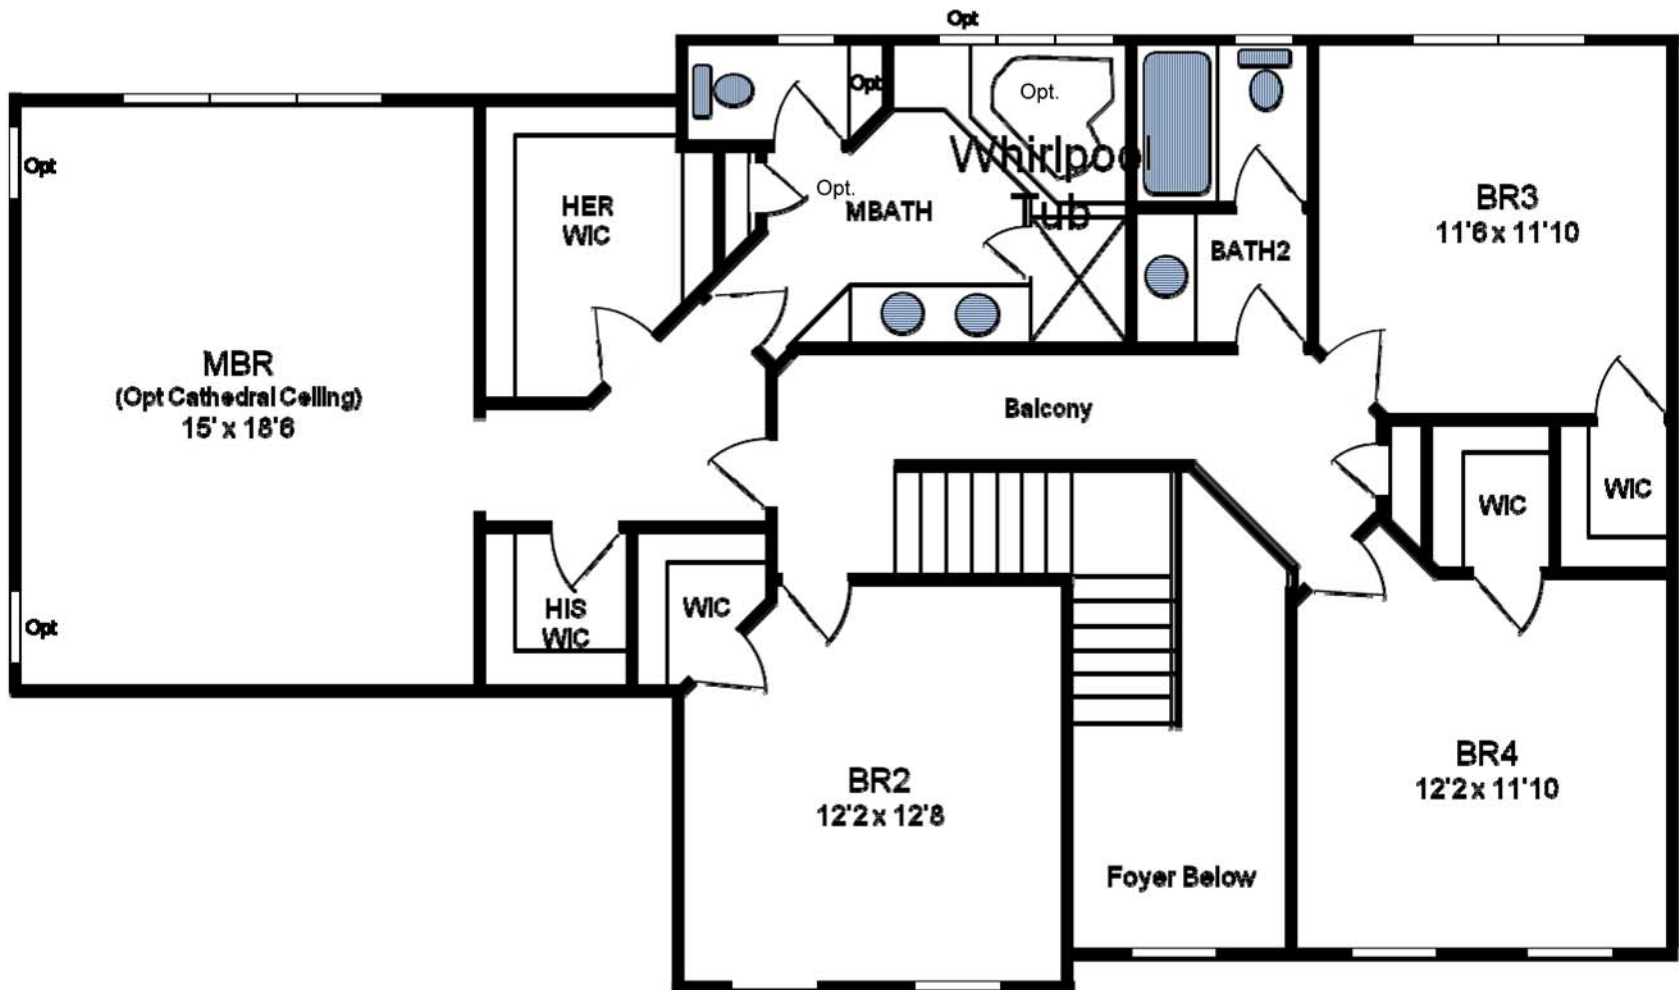 Opt
Opt
Opt.
Opt
Whirlpool
Tub
Opt.
MBATH
HER
WIC
BR3
11'6 x 11'10
BATH2
MBR
(Opt Cathedral Ceiling)
15' x 18'6
Balcony
WIC
WIC
HIS
WIC
WIC
Opt
BR2
12'2 x 12'8
BR4
12'2 x 11'10
Foyer Below